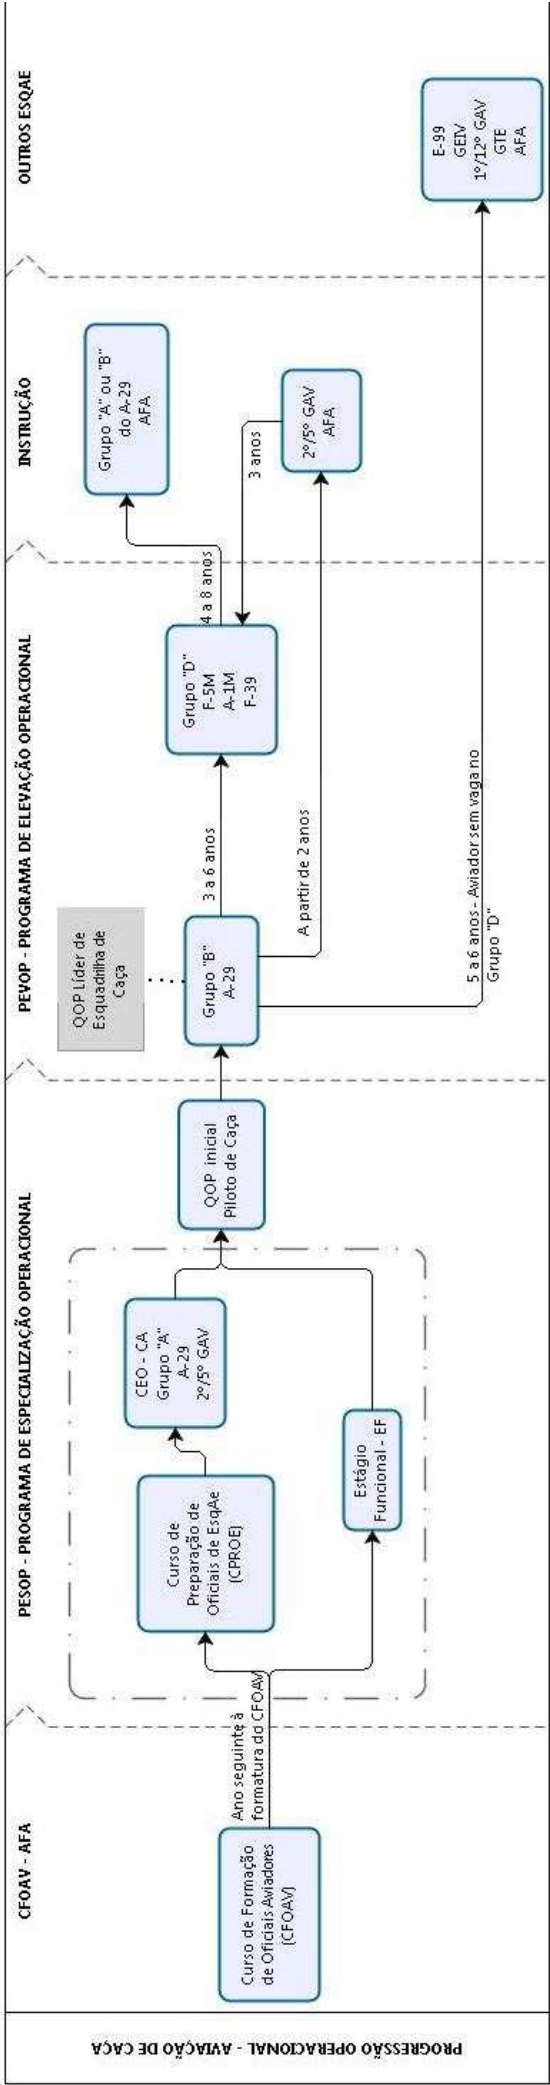 PROGRESSÃO OPERACIONAL - AVIAÇÃO DE CAÇA
CFOAV - AFA
Curso de Formação
de Oficiais Aviadores
(CFOAV)
Ano seguinte à
formatura do CFOAV
PESOP - PROGRAMA DE ESPECIALIZAÇÃO OPERACIONAL
Curso de
Preparação de
Oficiais de EsqAe
(CPROE)
CEO - CA
Grupo "A"
A-29
2º/5º GAV
Estágio
Funcional - EF
QOP inicial
Piloto de Caça
PEVOP - PROGRAMA DE ELEVAÇÃO OPERACIONAL
QOP Líder de
Esquadrilha de
Caça
Grupo "B"
A-29
3 a 6 anos
A partir de 2 anos
5 a 6 anos - Aviador sem vaga no
Grupo "D"
Grupo "D"
F-5M
A-1M
F-39
4 a 8 anos
INSTRUÇÃO
Grupo "A" ou "B"
do A-29
AFA
3 anos
2º/5º GAV
AFA
OUTROS ESQAE
E-99
GEIV
1º/12º GAV
GTE
AFA